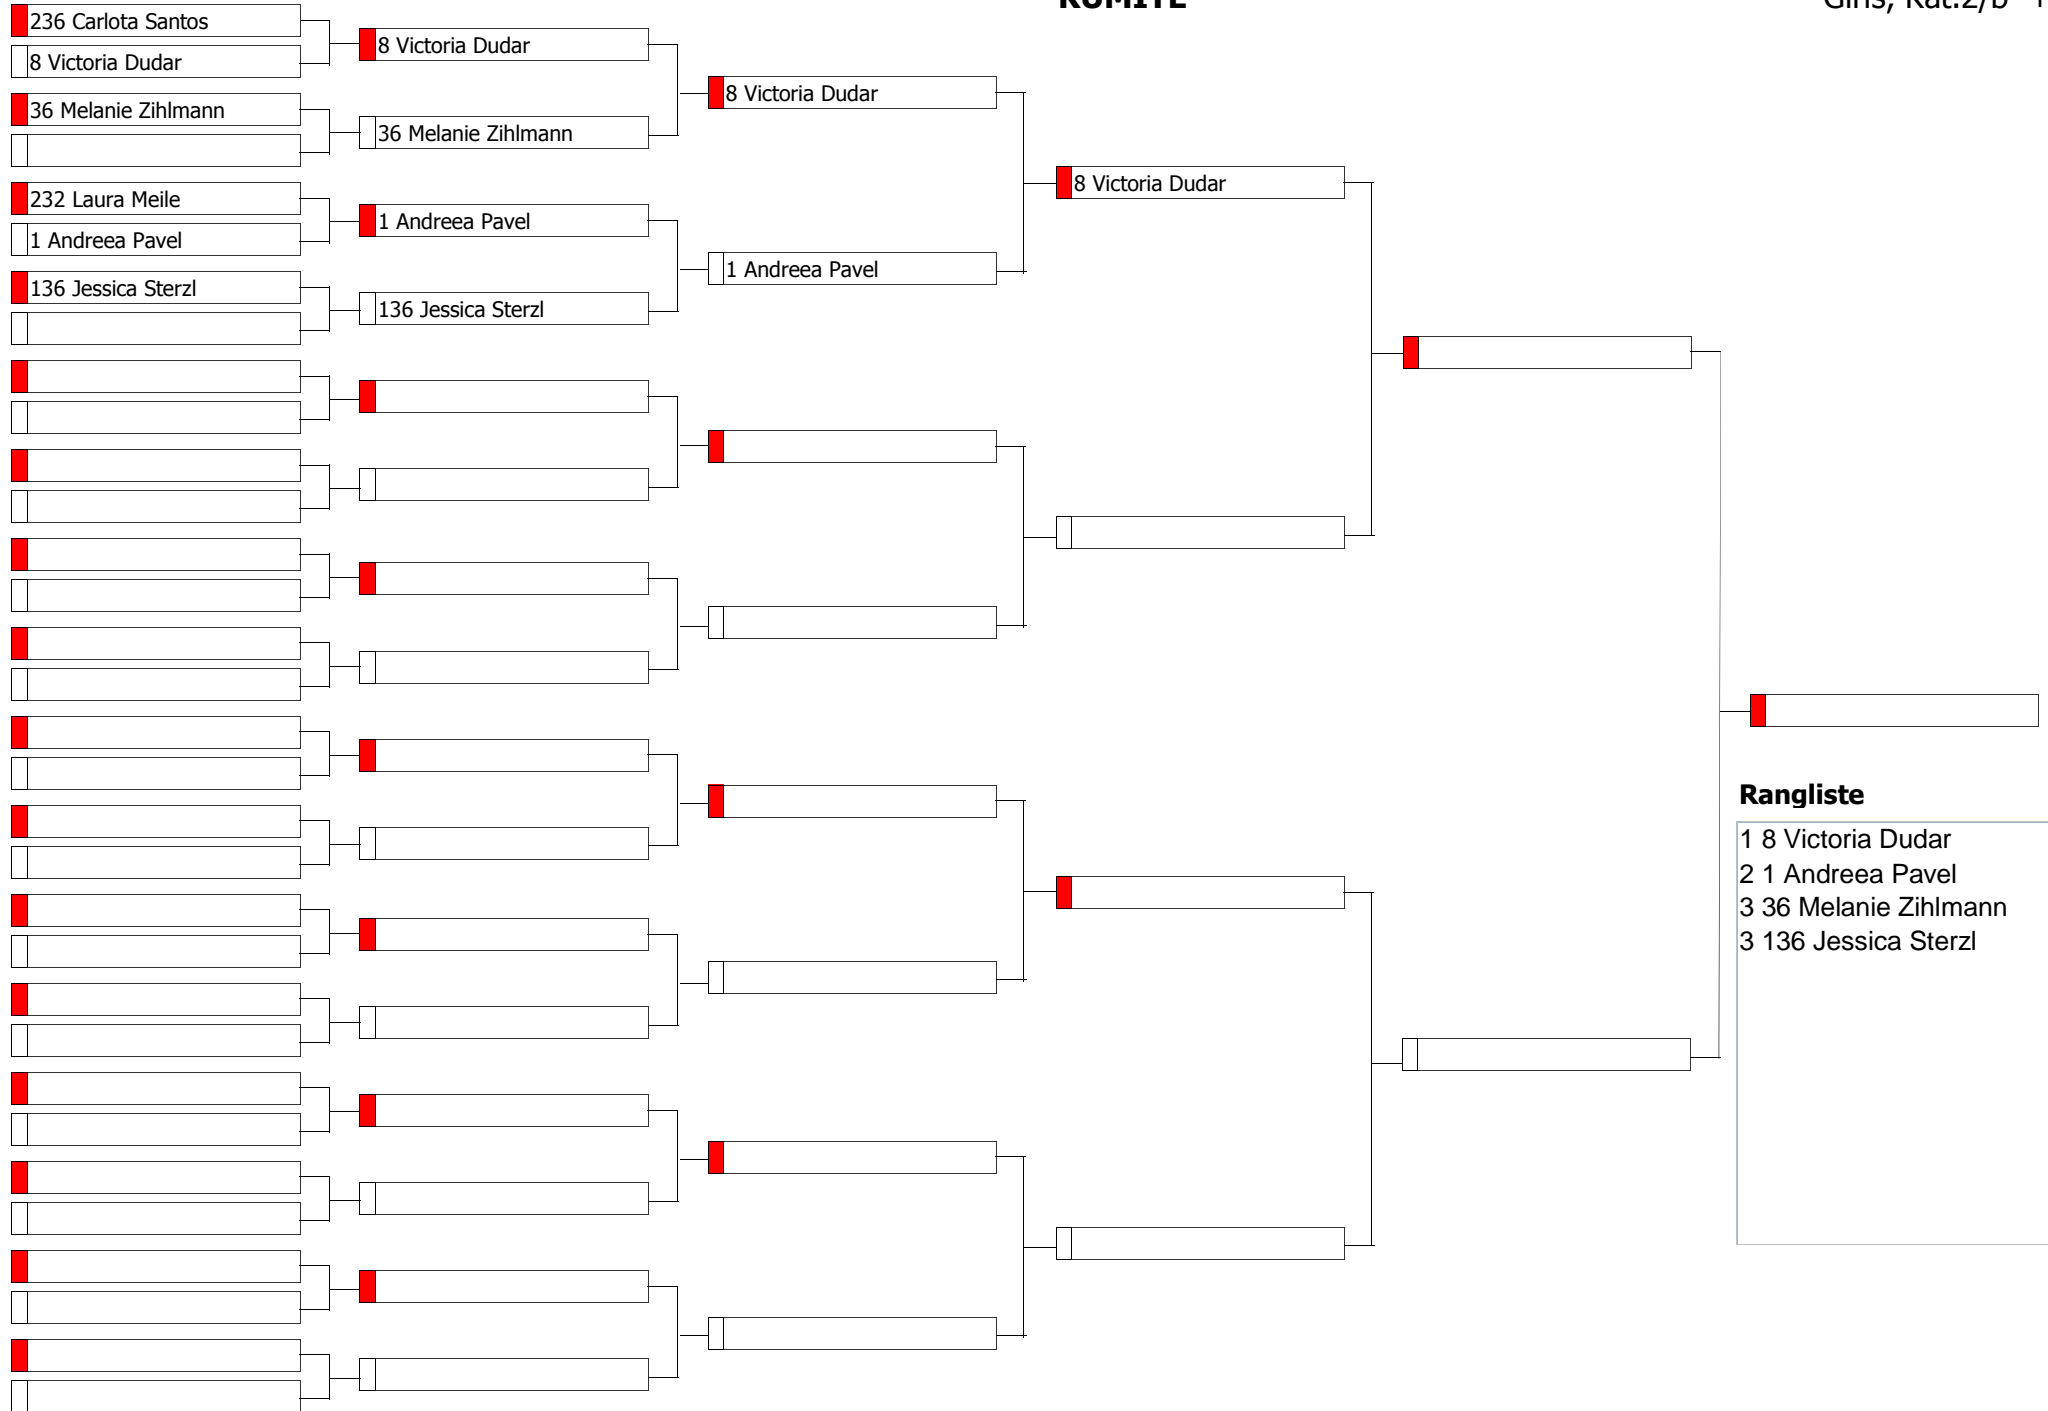 KUMITE
Girls, Kat.2/b
236 Carlota Santos
8 Victoria Dudar
36 Melanie Zihlmann
232 Laura Meile
1 Andreea Pavel
136 Jessica Sterzl
8 Victoria Dudar
36 Melanie Zihlmann
1 Andreea Pavel
136 Jessica Sterzl
8 Victoria Dudar
1 Andreea Pavel
8 Victoria Dudar
Rangliste
1 8 Victoria Dudar
2 1 Andreea Pavel
3 36 Melanie Zihlmann
3 136 Jessica Sterzl